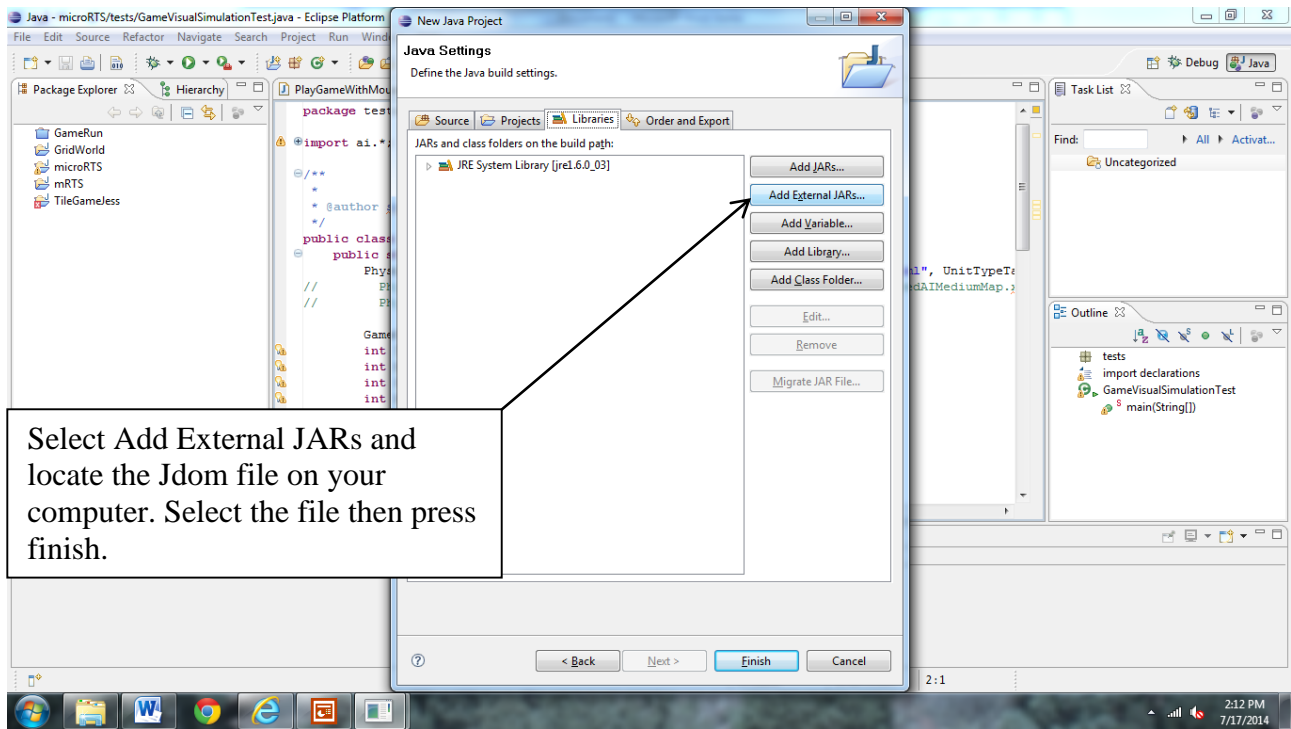 Java - microRTS/tests/GameVisualSimulationTest.java - Eclipse Platform
File Edit Source Refactor Navigate Search Project Run Wind
Debug Java
Package Explorer Hierarchy
GameRun
GridWorld
microRTS
mRTS
TileGameJess
PlayGameWithMou
package test
import ai.*;
/**
*
* @author
*/
public class
public s
Phys
// Ph
// Ph
Game
int
int
int
int
l", UnitTypeTa
dAIMediumMap.x
New Java Project
Java Settings
Define the Java build settings.
Source Projects Libraries Order and Export
JARs and class folders on the build path:
JRE System Library [jre1.6.0_03]
Add JARs...
Add External JARs...
Add Variable...
Add Library...
Add Class Folder...
Edit...
Remove
Migrate JAR File...
< Back Next > Finish Cancel
Task List
Find: All Activat...
Uncategorized
Outline
tests
import declarations
GameVisualSimulationTest
S main(String[])
Select Add External JARs and
locate the Jdom file on your
computer. Select the file then press
finish.
2:1
2:12 PM
7/17/2014